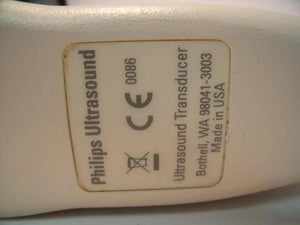 Philips Ultrasound
CE 0086
Ultrasound Transducer
Bothell, WA 98041-3003
Made in USA